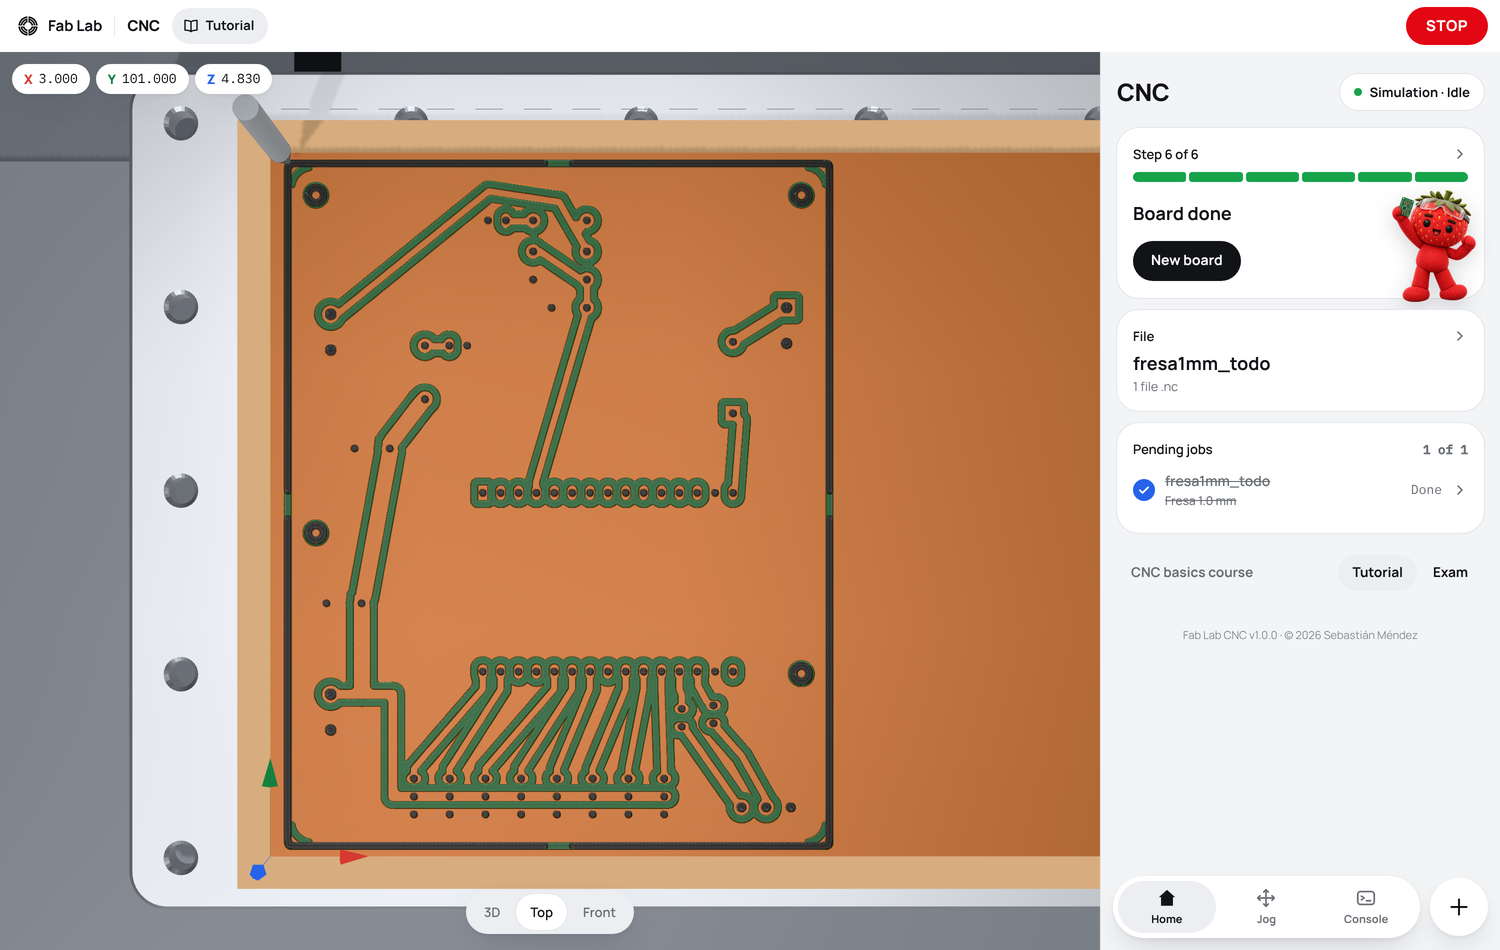 Fab Lab
CNC
Tutorial
STOP
X 3.000
Y 101.000
Z 4.830
CNC
Simulation · Idle
Step 6 of 6
Board done
New board
File
fresa1mm_todo
1 file .nc
Pending jobs
1 of 1
fresa1mm_todo
Fresa 1.0 mm
Done
CNC basics course
Tutorial
Exam
Fab Lab CNC v1.0.0 · © 2026 Sebastián Méndez
3D
Top
Front
Home
Jog
Console